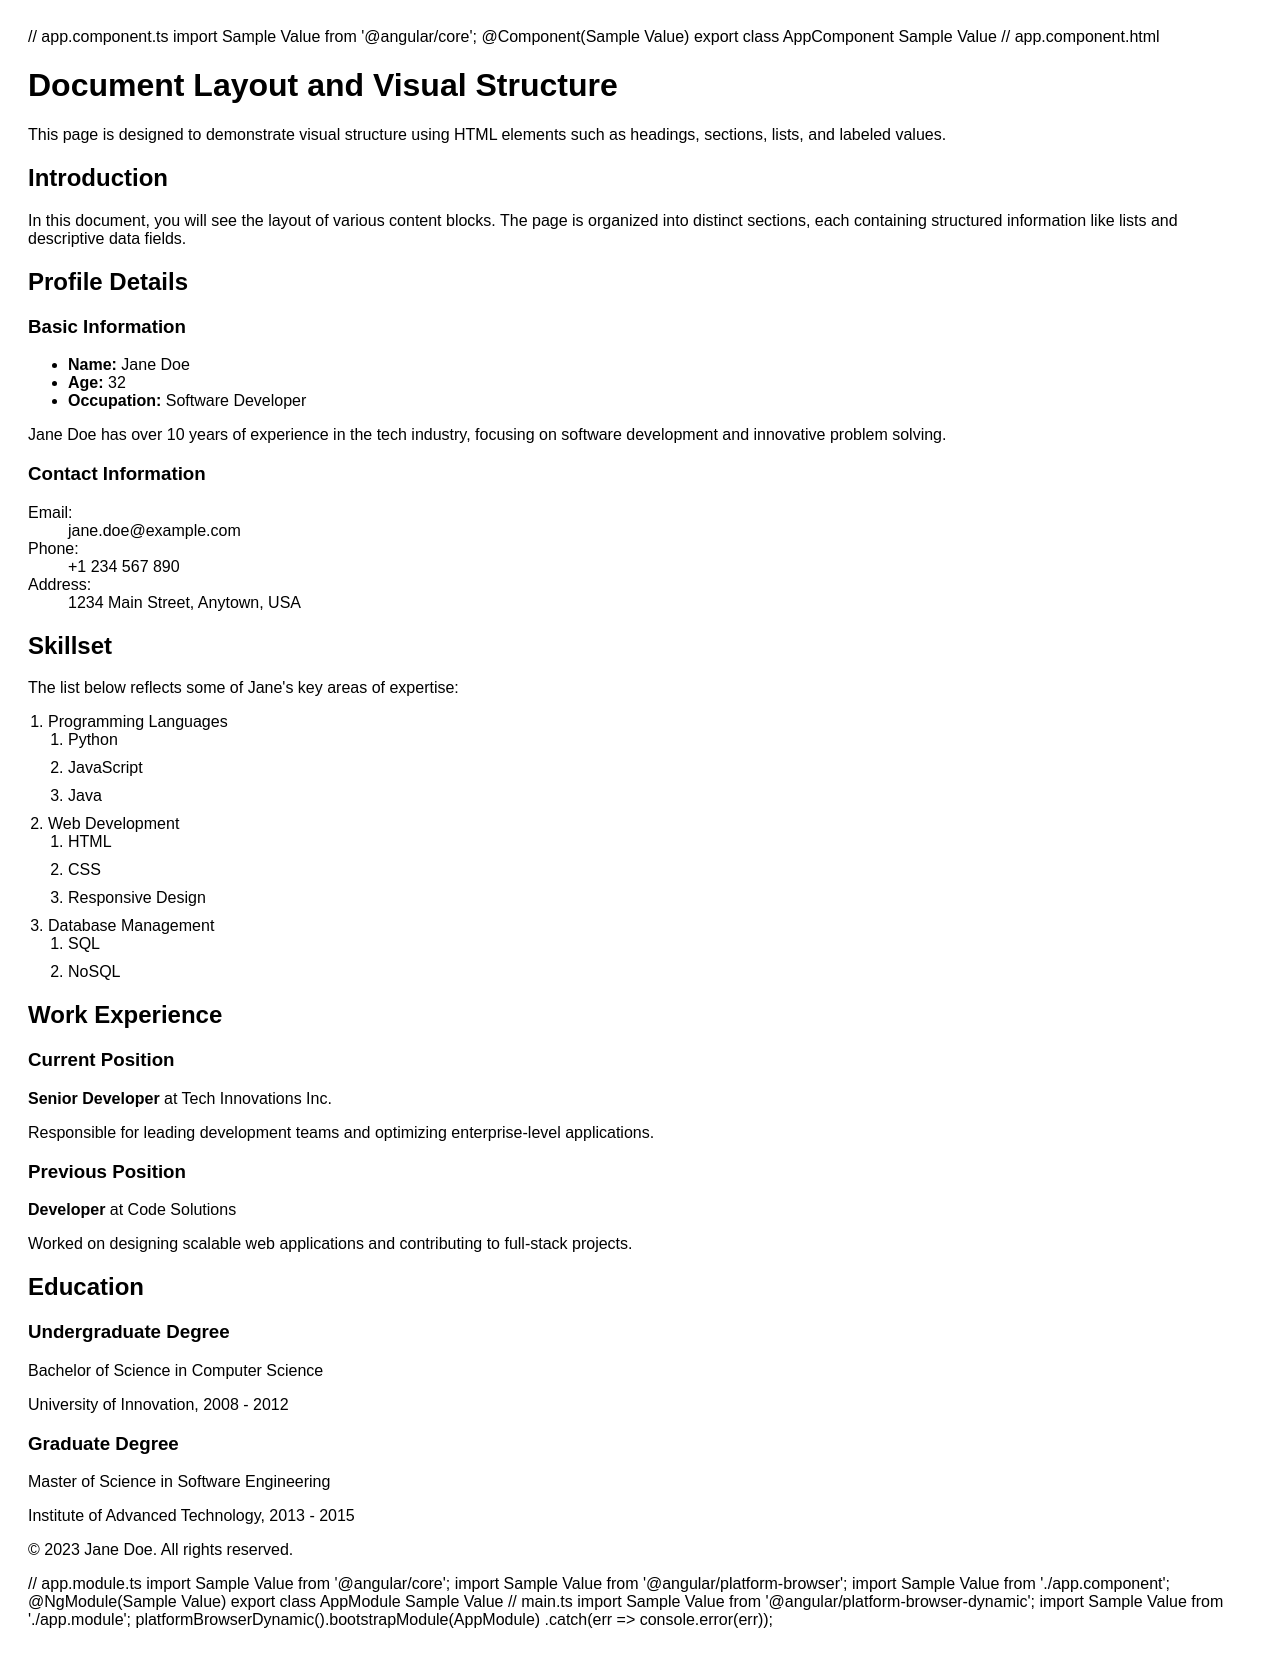 // app.component.ts import Sample Value from '@angular/core'; @Component(Sample Value) export class AppComponent Sample Value // app.component.html
Document Layout and Visual Structure
This page is designed to demonstrate visual structure using HTML elements such as headings, sections, lists, and labeled values.
Introduction
In this document, you will see the layout of various content blocks. The page is organized into distinct sections, each containing structured information like lists and
descriptive data fields.
Profile Details
Basic Information
• Name: Jane Doe
• Age: 32
• Occupation: Software Developer
Jane Doe has over 10 years of experience in the tech industry, focusing on software development and innovative problem solving.
Contact Information
Email:
jane.doe@example.com
Phone:
+1 234 567 890
Address:
1234 Main Street, Anytown, USA
Skillset
The list below reflects some of Jane's key areas of expertise:
1. Programming Languages
1. Python
2. JavaScript
3. Java
2. Web Development
1. HTML
2. CSS
3. Responsive Design
3. Database Management
1. SQL
2. NoSQL
Work Experience
Current Position
Senior Developer at Tech Innovations Inc.
Responsible for leading development teams and optimizing enterprise-level applications.
Previous Position
Developer at Code Solutions
Worked on designing scalable web applications and contributing to full-stack projects.
Education
Undergraduate Degree
Bachelor of Science in Computer Science
University of Innovation, 2008 - 2012
Graduate Degree
Master of Science in Software Engineering
Institute of Advanced Technology, 2013 - 2015
© 2023 Jane Doe. All rights reserved.
// app.module.ts import Sample Value from '@angular/core'; import Sample Value from '@angular/platform-browser'; import Sample Value from './app.component';
@NgModule(Sample Value) export class AppModule Sample Value // main.ts import Sample Value from '@angular/platform-browser-dynamic'; import Sample Value from
'./app.module'; platformBrowserDynamic().bootstrapModule(AppModule) .catch(err => console.error(err));